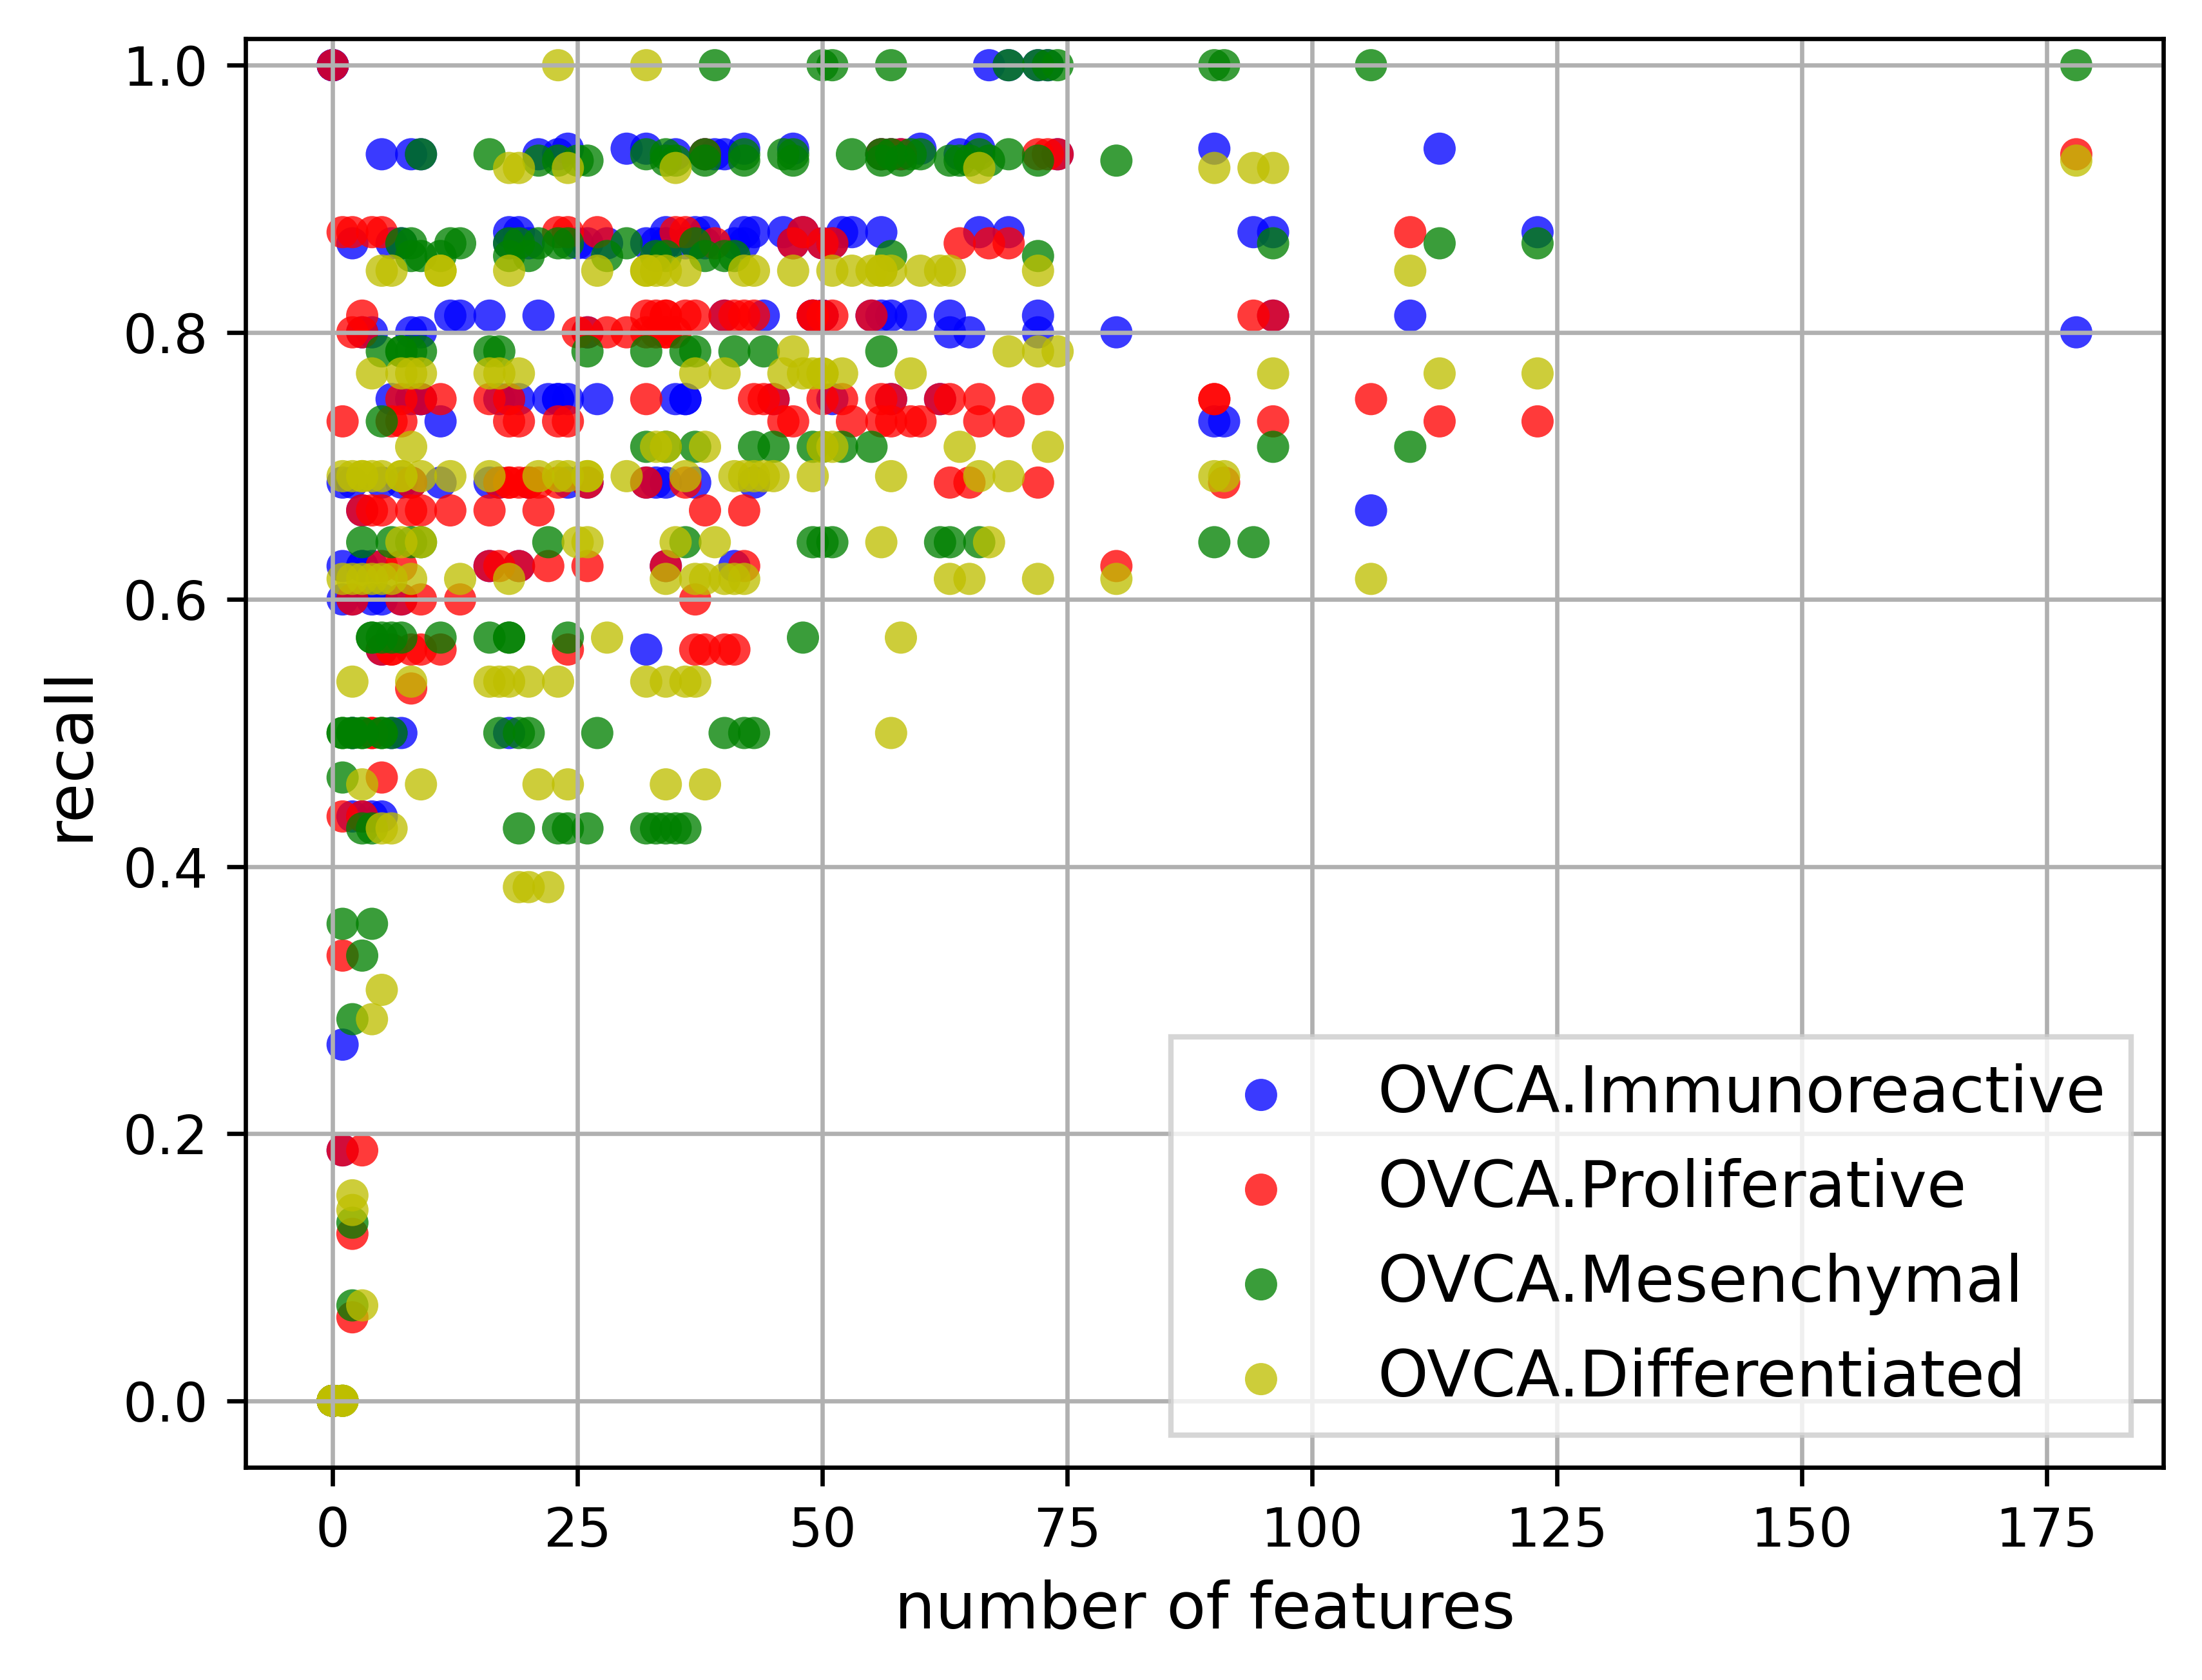 1.0
0.8
0.6
0.4
0.2
0.0
recall
0 25 50 75 100 125 150 175
number of features
OVCA.Immunoreactive
OVCA.Proliferative
OVCA.Mesenchymal
OVCA.Differentiated